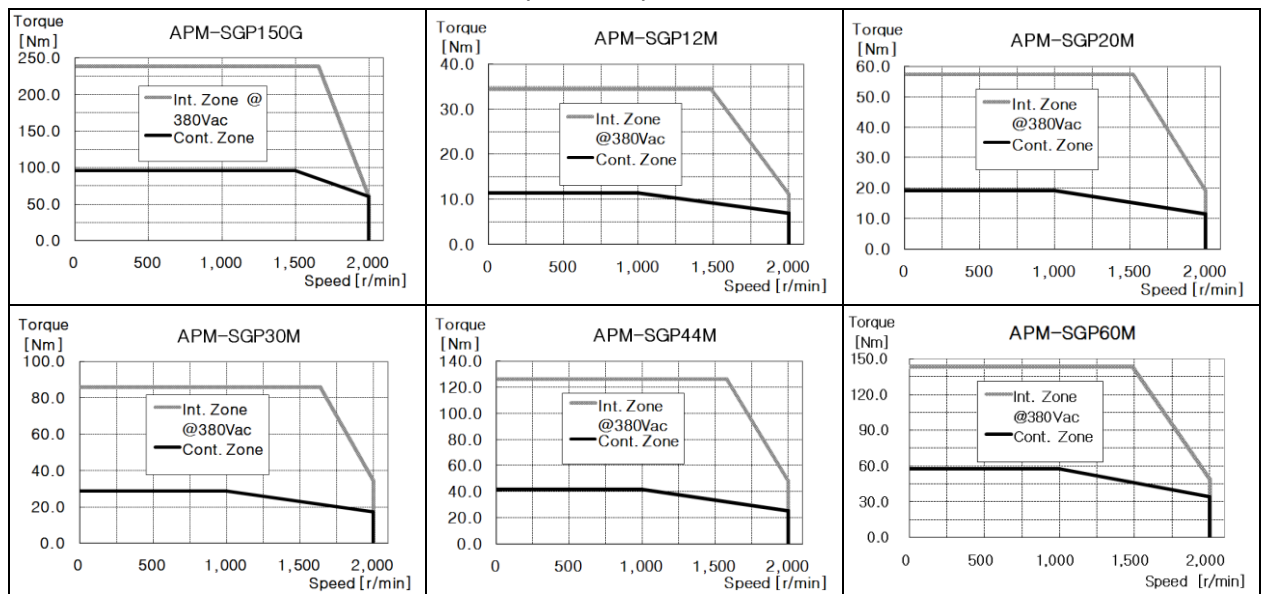 Torque
[Nm]
APM-SGP150G
250.0
200.0
150.0
100.0
50.0
0.0
Int. Zone @
380Vac
Cont. Zone
0 500 1,000 1,500 2,000
Speed [r/min]
Torque
[Nm]
APM-SGP12M
40.0
30.0
20.0
10.0
0.0
Int. Zone
@380Vac
Cont. Zone
0 500 1,000 1,500 2,000
Speed [r/min]
Torque
[Nm]
APM-SGP20M
60.0
50.0
40.0
30.0
20.0
10.0
0.0
Int. Zone
@380Vac
Cont. Zone
0 500 1,000 1,500 2,000
Speed [r/min]
Torque
[Nm]
APM-SGP30M
100.0
80.0
60.0
40.0
20.0
0.0
Int. Zone
@380Vac
Cont. Zone
0 500 1,000 1,500 2,000
Speed [r/min]
Torque
[Nm]
APM-SGP44M
140.0
120.0
100.0
80.0
60.0
40.0
20.0
0.0
Int. Zone
@380Vac
Cont. Zone
0 500 1,000 1,500 2,000
Speed [r/min]
Torque
[Nm]
APM-SGP60M
150.0
120.0
90.0
60.0
30.0
0.0
Int. Zone
@380Vac
Cont. Zone
0 500 1,000 1,500 2,000
Speed [r/min]